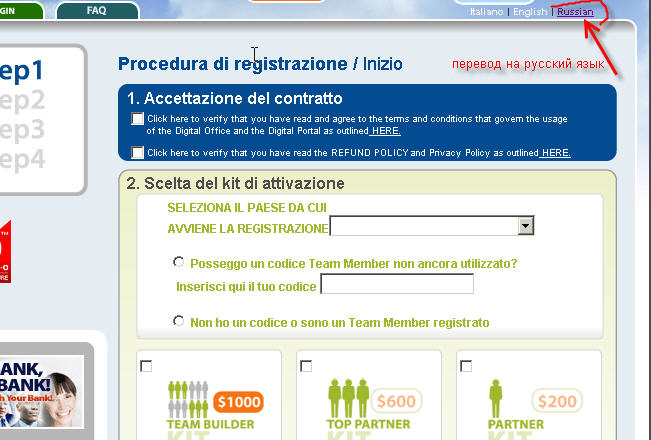 GIN
FAQ
Italiano | English | Russian
ep1
ep2
ep3
ep4
Procedura di registrazione / Inizio
перевод на русский язык
1. Accettazione del contratto
Click here to verify that you have read and agree to the terms and conditions that govern the usage
of the Digital Office and the Digital Portal as outlined HERE.
Click here to verify that you have read the REFUND POLICY and Privacy Policy as outlined HERE.
2. Scelta del kit di attivazione
SELEZIONA IL PAESE DA CUI
AVVIENE LA REGISTRAZIONE
Posseggo un codice Team Member non ancora utilizzato?
Inserisci qui il tuo codice
Non ho un codice o sono un Team Member registrato
ANK,
BANK!
h Your Bank!
$1000
TEAM BUILDER
KIT
$600
TOP PARTNER
KIT
$200
PARTNER
KIT